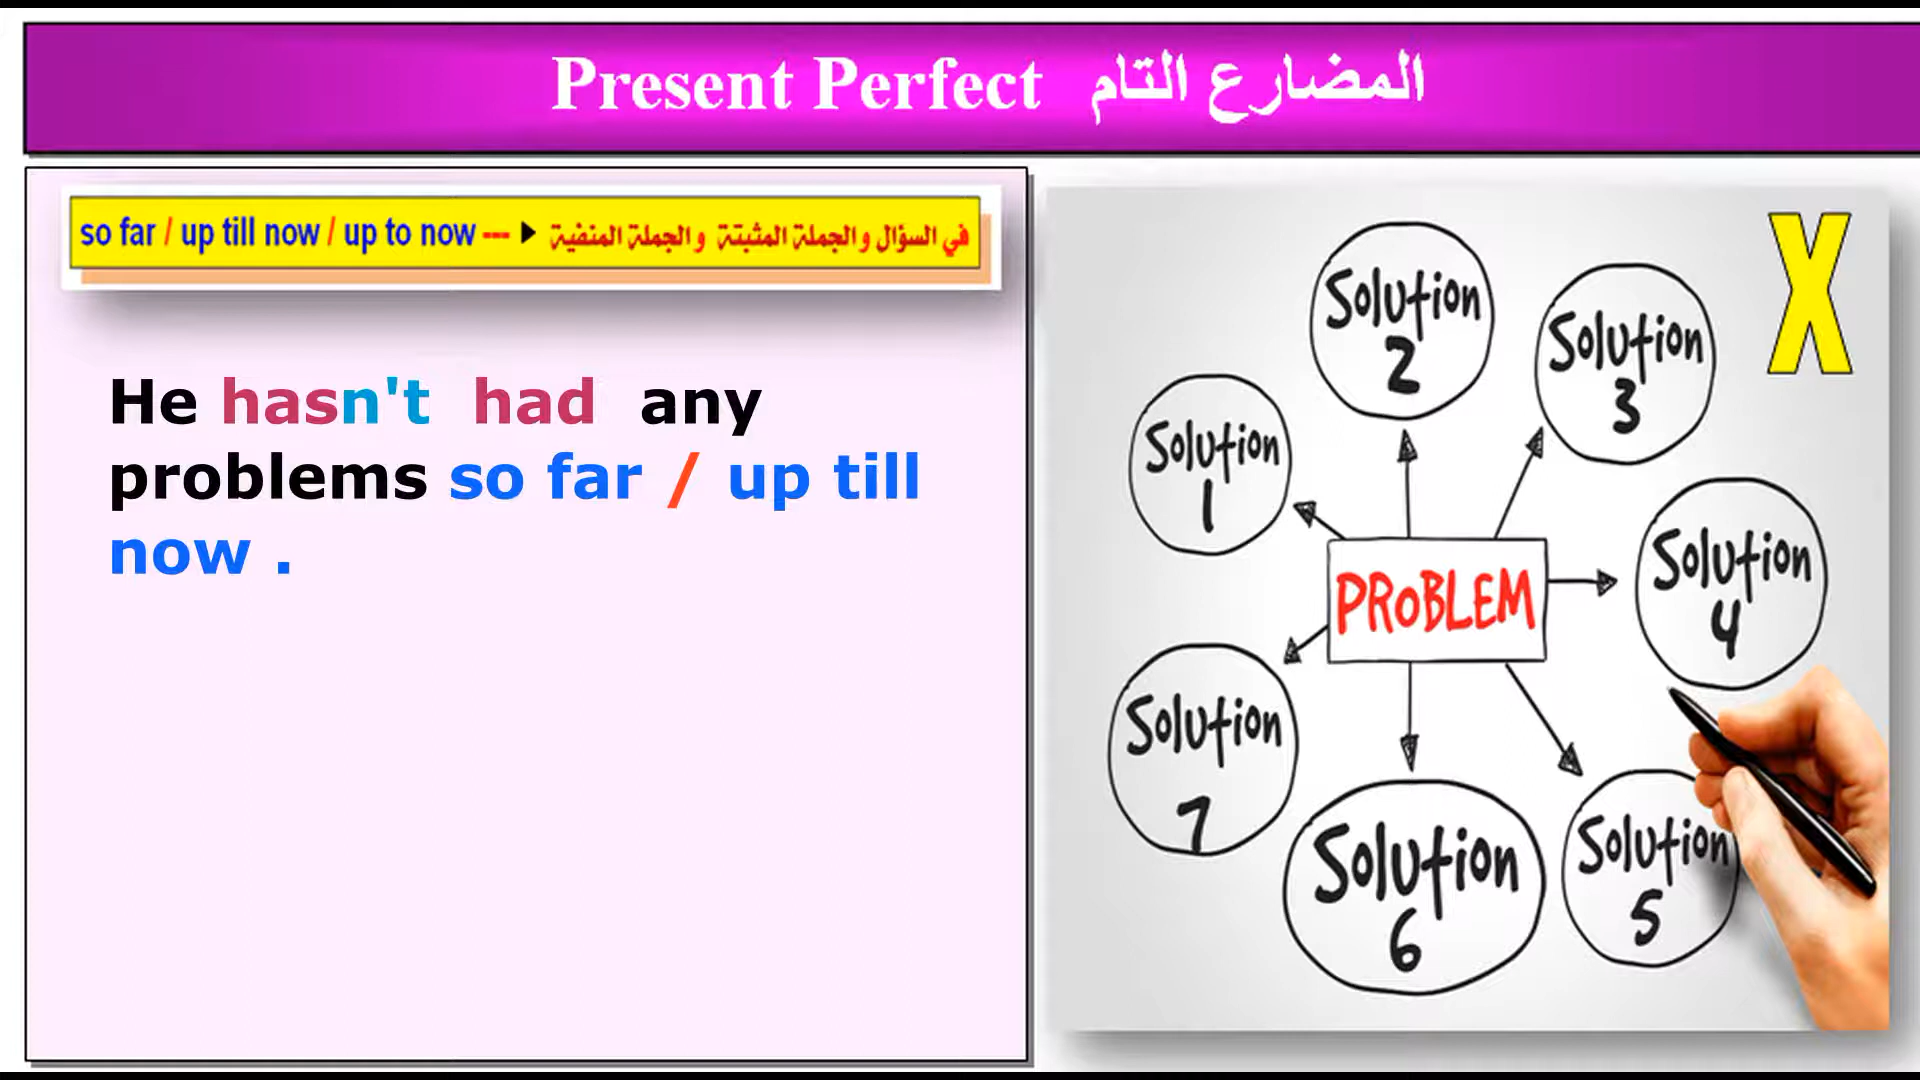 Present Perfect المضارع التام
so far / up till now / up to now --- ► في السؤال و الجملة المثبتة و الجملة المنفية
He hasn't had any
problems so far / up till
now .
X
Solution
1
Solution
2
Solution
3
Solution
4
PROBLEM
Solution
7
Solution
6
Solution
5